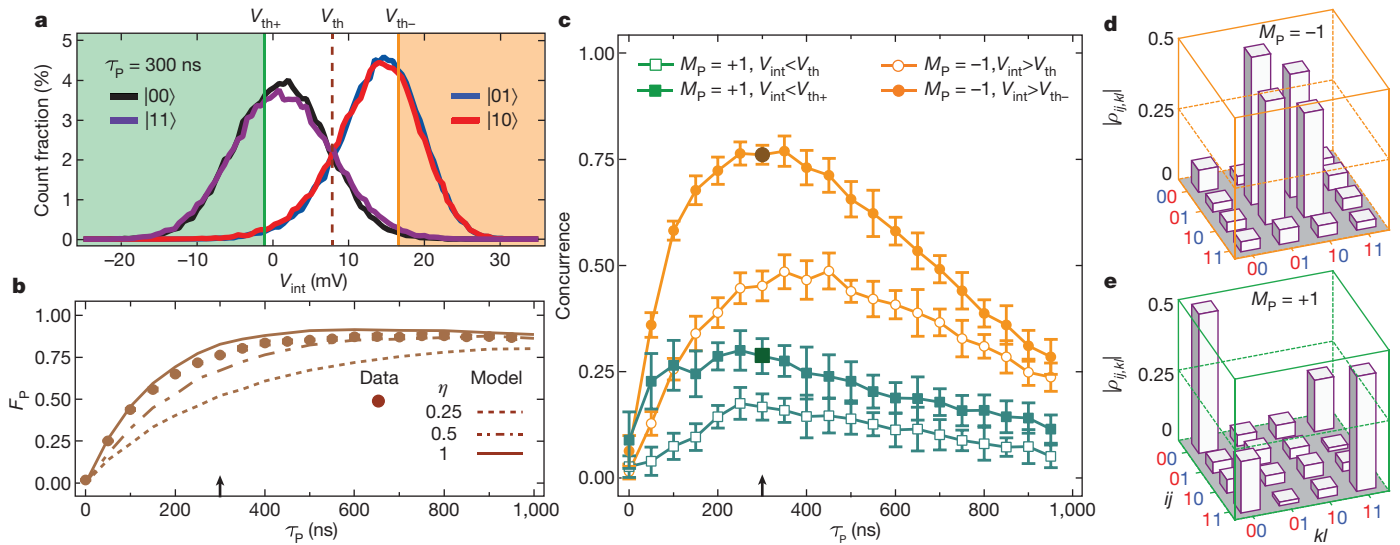 a
V_th+ V_th V_th−
Count fraction (%)
5
4
3
2
1
0
τ_P = 300 ns
|00⟩
|11⟩
|01⟩
|10⟩
−20 −10 0 10 20 30
V_int (mV)
b
F_P
1.00
0.75
0.50
0.25
0.00
Data η Model
0.25
0.5
1
0 200 400 600 800 1,000
τ_P (ns)
c
Concurrence
1.00
0.75
0.50
0.25
0.00
M_P = +1, V_int<V_th
M_P = +1, V_int<V_th+
M_P = −1,V_int>V_th
M_P = −1, V_int>V_th−
0 200 400 600 800 1,000
τ_P (ns)
d
M_P = −1
|ρ_ij,kl|
0.5
0.25
0
00
01
10
11
00
01
10
11
e
M_P = +1
|ρ_ij,kl|
0.5
0.25
0
00
01
10
11
ij
00
01
10
11
kl